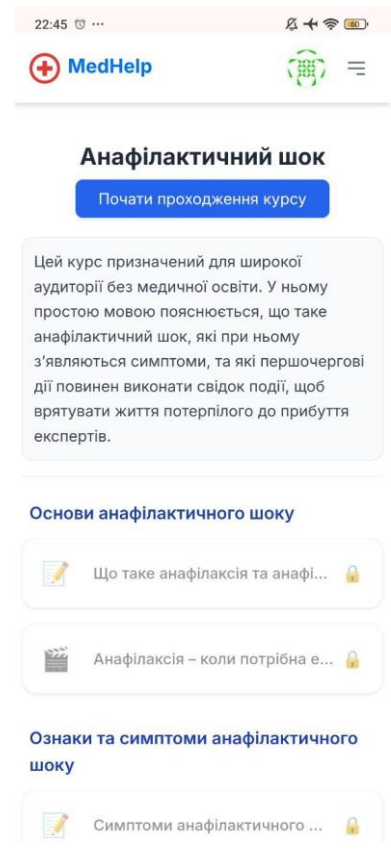 22:45 ...
60
MedHelp
Анафілактичний шок
Почати проходження курсу
Цей курс призначений для широкої
аудиторії без медичної освіти. У ньому
простою мовою пояснюється, що таке
анафілактичний шок, які при ньому
з’являються симптоми, та які першочергові
дії повинен виконати свідок події, щоб
врятувати життя потерпілого до прибуття
експертів.
Основи анафілактичного шоку
Що таке анафілаксія та анафі...
Анафілаксія – коли потрібна е...
Ознаки та симптоми анафілактичного
шоку
Симптоми анафілактичного ...